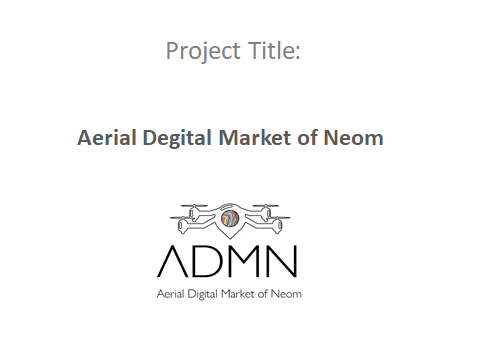 Project Title:
Aerial Degital Market of Neom
ADMN
Aerial Digital Market of Neom